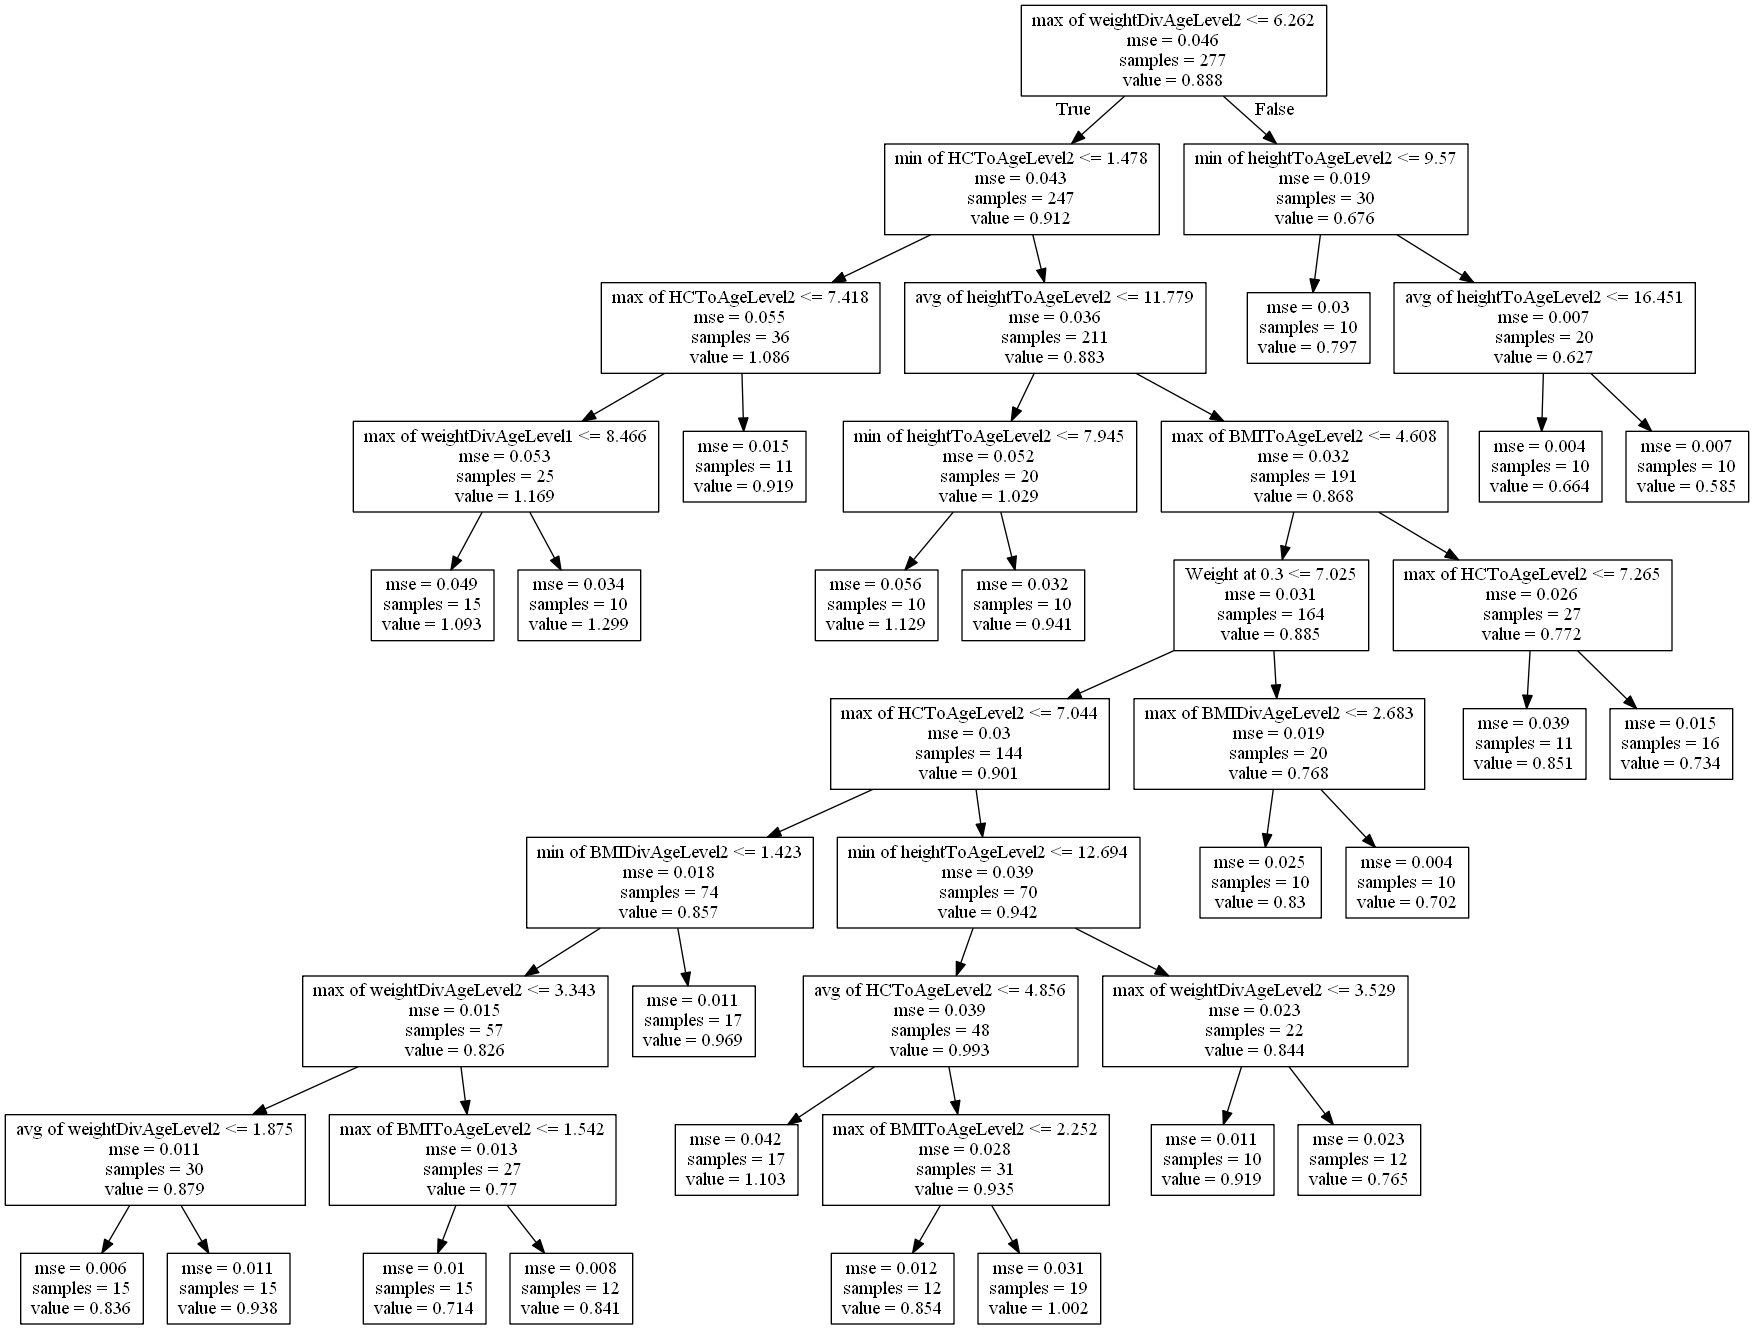 max of weightDivAgeLevel2 <= 6.262
mse = 0.046
samples = 277
value = 0.888
True
False
min of HCToAgeLevel2 <= 1.478
mse = 0.043
samples = 247
value = 0.912
min of heightToAgeLevel2 <= 9.57
mse = 0.019
samples = 30
value = 0.676
max of HCToAgeLevel2 <= 7.418
mse = 0.055
samples = 36
value = 1.086
avg of heightToAgeLevel2 <= 11.779
mse = 0.036
samples = 211
value = 0.883
mse = 0.03
samples = 10
value = 0.797
avg of heightToAgeLevel2 <= 16.451
mse = 0.007
samples = 20
value = 0.627
max of weightDivAgeLevel1 <= 8.466
mse = 0.053
samples = 25
value = 1.169
mse = 0.015
samples = 11
value = 0.919
min of heightToAgeLevel2 <= 7.945
mse = 0.052
samples = 20
value = 1.029
max of BMIToAgeLevel2 <= 4.608
mse = 0.032
samples = 191
value = 0.868
mse = 0.004
samples = 10
value = 0.664
mse = 0.007
samples = 10
value = 0.585
mse = 0.049
samples = 15
value = 1.093
mse = 0.034
samples = 10
value = 1.299
mse = 0.056
samples = 10
value = 1.129
mse = 0.032
samples = 10
value = 0.941
Weight at 0.3 <= 7.025
mse = 0.031
samples = 164
value = 0.885
max of HCToAgeLevel2 <= 7.265
mse = 0.026
samples = 27
value = 0.772
max of HCToAgeLevel2 <= 7.044
mse = 0.03
samples = 144
value = 0.901
max of BMIDivAgeLevel2 <= 2.683
mse = 0.019
samples = 20
value = 0.768
mse = 0.039
samples = 11
value = 0.851
mse = 0.015
samples = 16
value = 0.734
min of BMIDivAgeLevel2 <= 1.423
mse = 0.018
samples = 74
value = 0.857
min of heightToAgeLevel2 <= 12.694
mse = 0.039
samples = 70
value = 0.942
mse = 0.025
samples = 10
value = 0.83
mse = 0.004
samples = 10
value = 0.702
max of weightDivAgeLevel2 <= 3.343
mse = 0.015
samples = 57
value = 0.826
mse = 0.011
samples = 17
value = 0.969
avg of HCToAgeLevel2 <= 4.856
mse = 0.039
samples = 48
value = 0.993
max of weightDivAgeLevel2 <= 3.529
mse = 0.023
samples = 22
value = 0.844
avg of weightDivAgeLevel2 <= 1.875
mse = 0.011
samples = 30
value = 0.879
max of BMIToAgeLevel2 <= 1.542
mse = 0.013
samples = 27
value = 0.77
mse = 0.042
samples = 17
value = 1.103
max of BMIToAgeLevel2 <= 2.252
mse = 0.028
samples = 31
value = 0.935
mse = 0.011
samples = 10
value = 0.919
mse = 0.023
samples = 12
value = 0.765
mse = 0.006
samples = 15
value = 0.836
mse = 0.011
samples = 15
value = 0.938
mse = 0.01
samples = 15
value = 0.714
mse = 0.008
samples = 12
value = 0.841
mse = 0.012
samples = 12
value = 0.854
mse = 0.031
samples = 19
value = 1.002